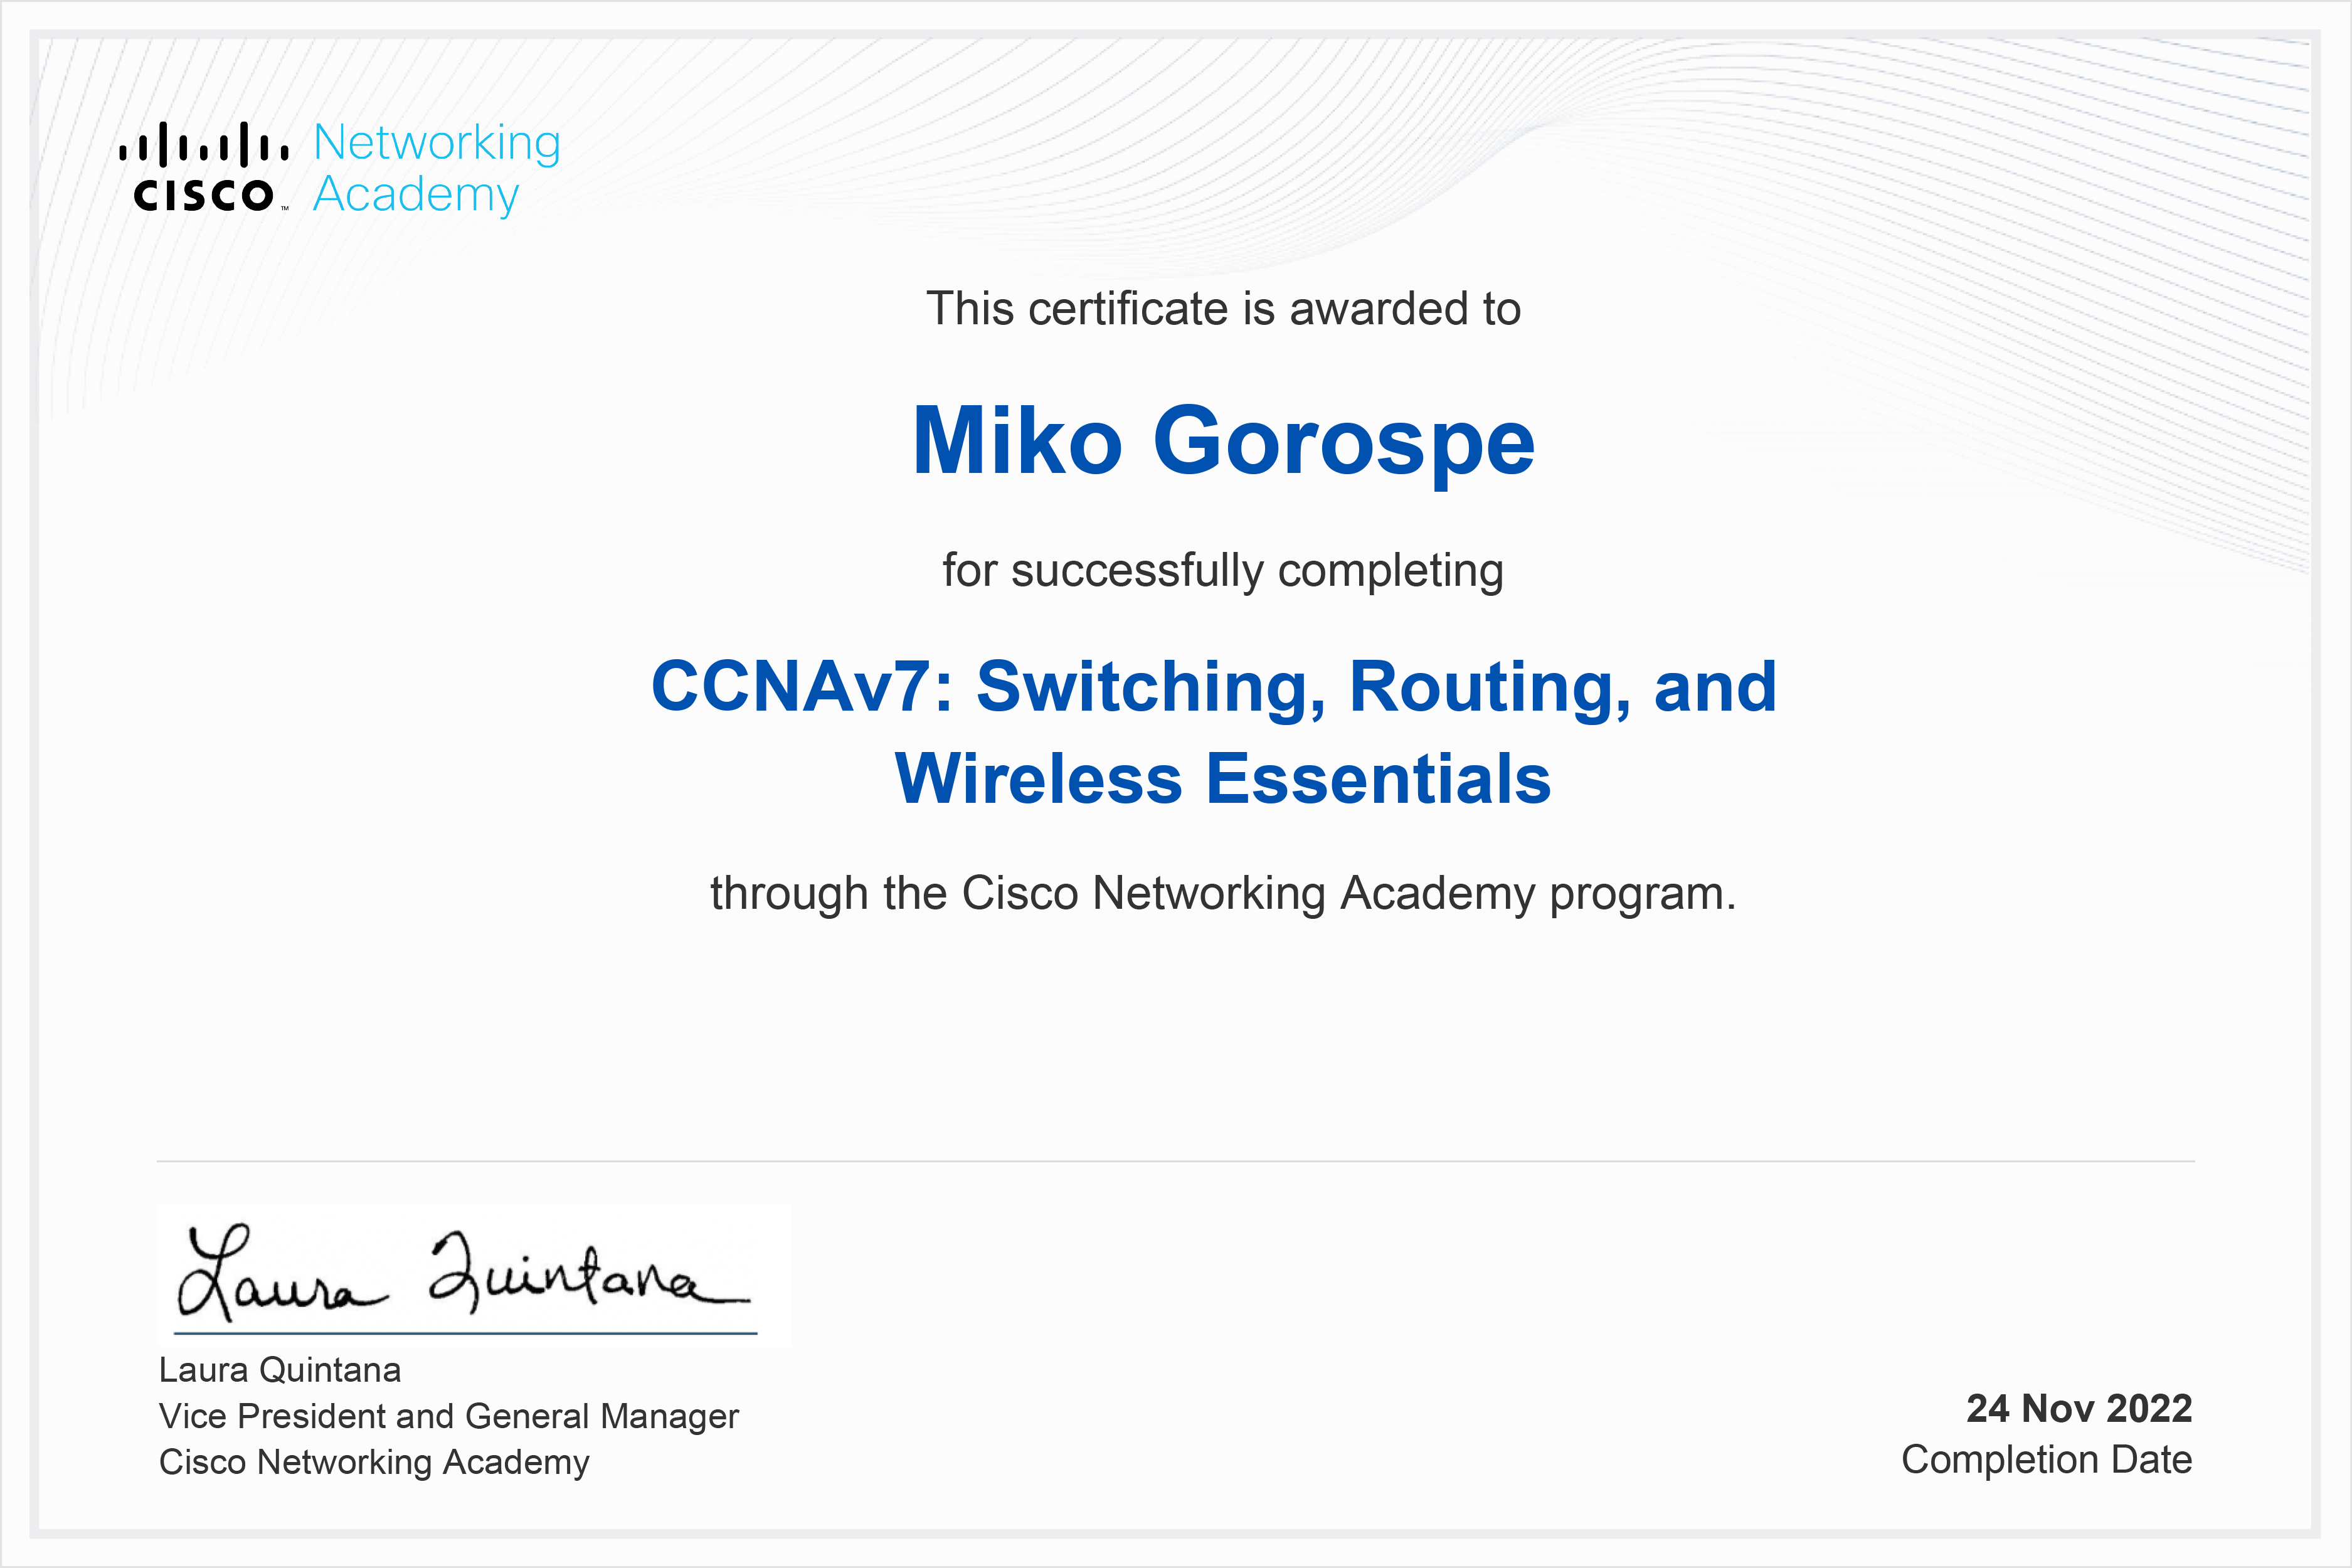 Networking
CISCO™ Academy
This certificate is awarded to
Miko Gorospe
for successfully completing
CCNAv7: Switching, Routing, and
Wireless Essentials
through the Cisco Networking Academy program.
Laura Quintana
Laura Quintana
Vice President and General Manager
Cisco Networking Academy
24 Nov 2022
Completion Date